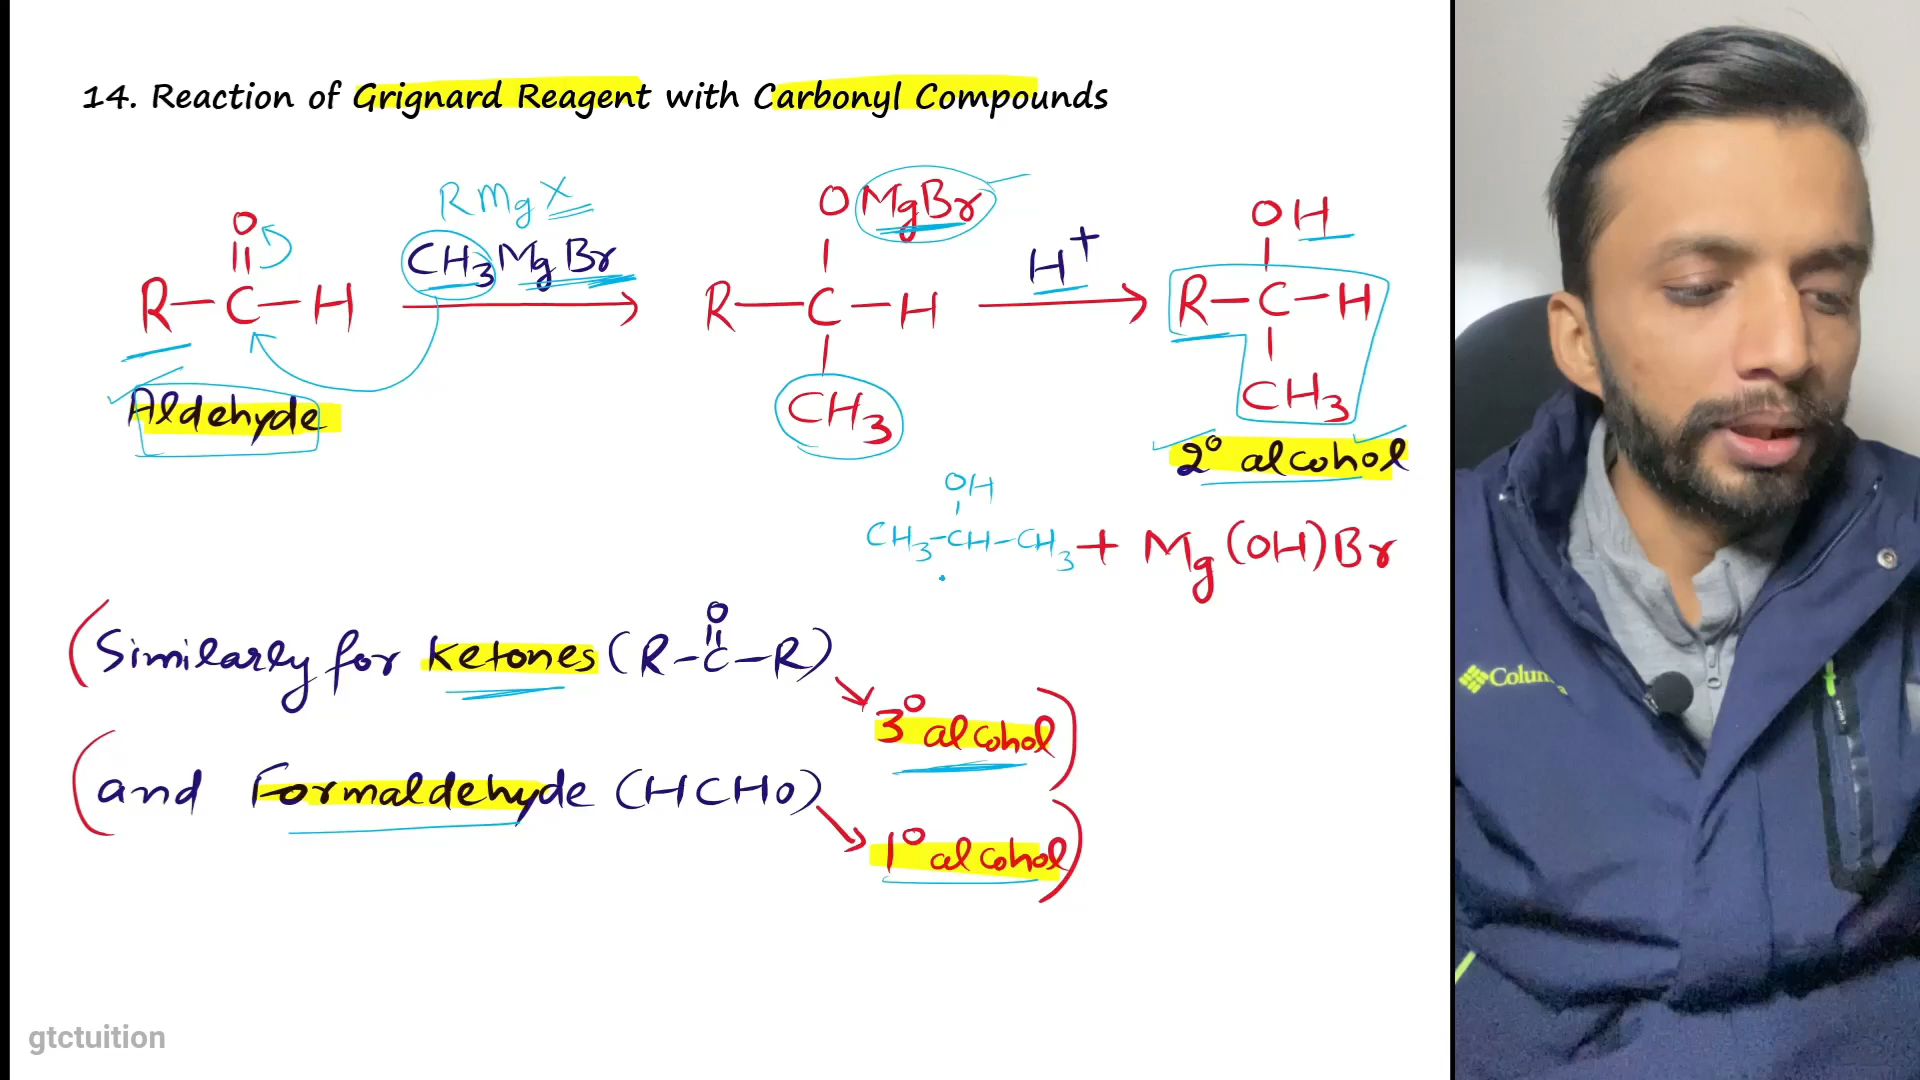 14. Reaction of Grignard Reagent with Carbonyl Compounds
RMgX
O
CH3MgBr
R-C-H
Aldehyde
OMgBr
R-C-H
CH3
H+
OH
R-C-H
CH3
2° alcohol
OH
CH3-CH-CH3 + Mg(OH)Br
O
(Similarly for Ketones (R-C-R)
3° alcohol)
(and Formaldehyde (HCHO)
1° alcohol)
gtctuition
Colum